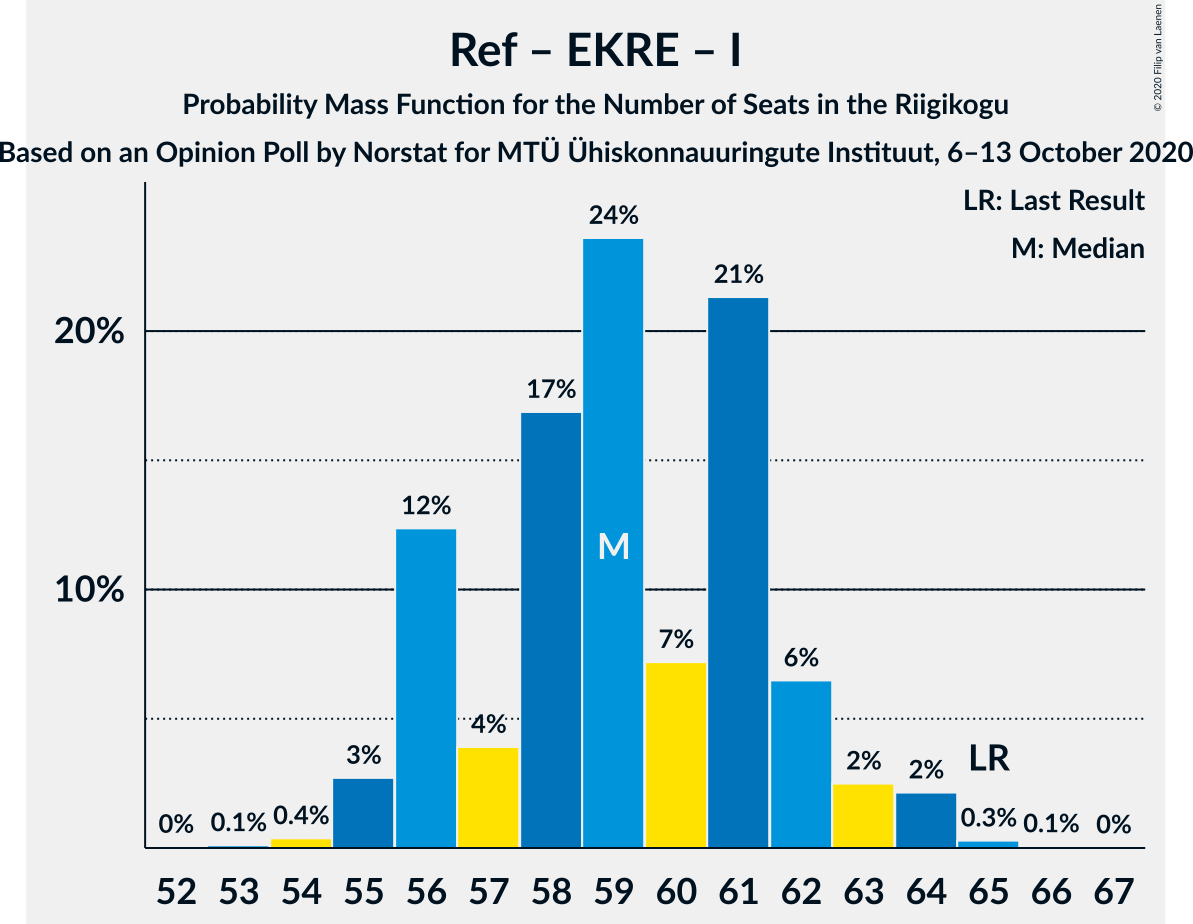 Ref – EKRE – I
Probability Mass Function for the Number of Seats in the Riigikogu
Based on an Opinion Poll by Norstat for MTÜ Ühiskonnauuringute Instituut, 6–13 October 2020
© 2020 Filip van Laenen
LR: Last Result
M: Median
24%
21%
20%
17%
12%
M
10%
7%
6%
4%
3%
2%
2%
LR
0%
0.1%
0.4%
0.3%
0.1%
0%
52 53 54 55 56 57 58 59 60 61 62 63 64 65 66 67